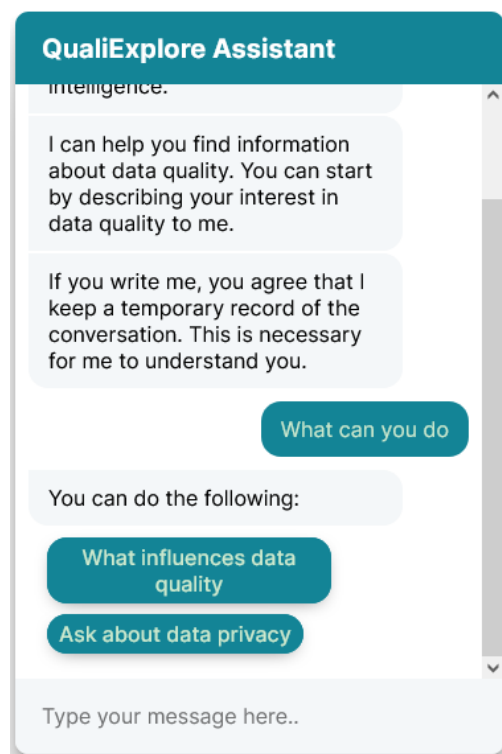 QualiExplore Assistant
intelligence.
I can help you find information
about data quality. You can start
by describing your interest in
data quality to me.
If you write me, you agree that I
keep a temporary record of the
conversation. This is necessary
for me to understand you.
What can you do
You can do the following:
What influences data
quality
Ask about data privacy
Type your message here..